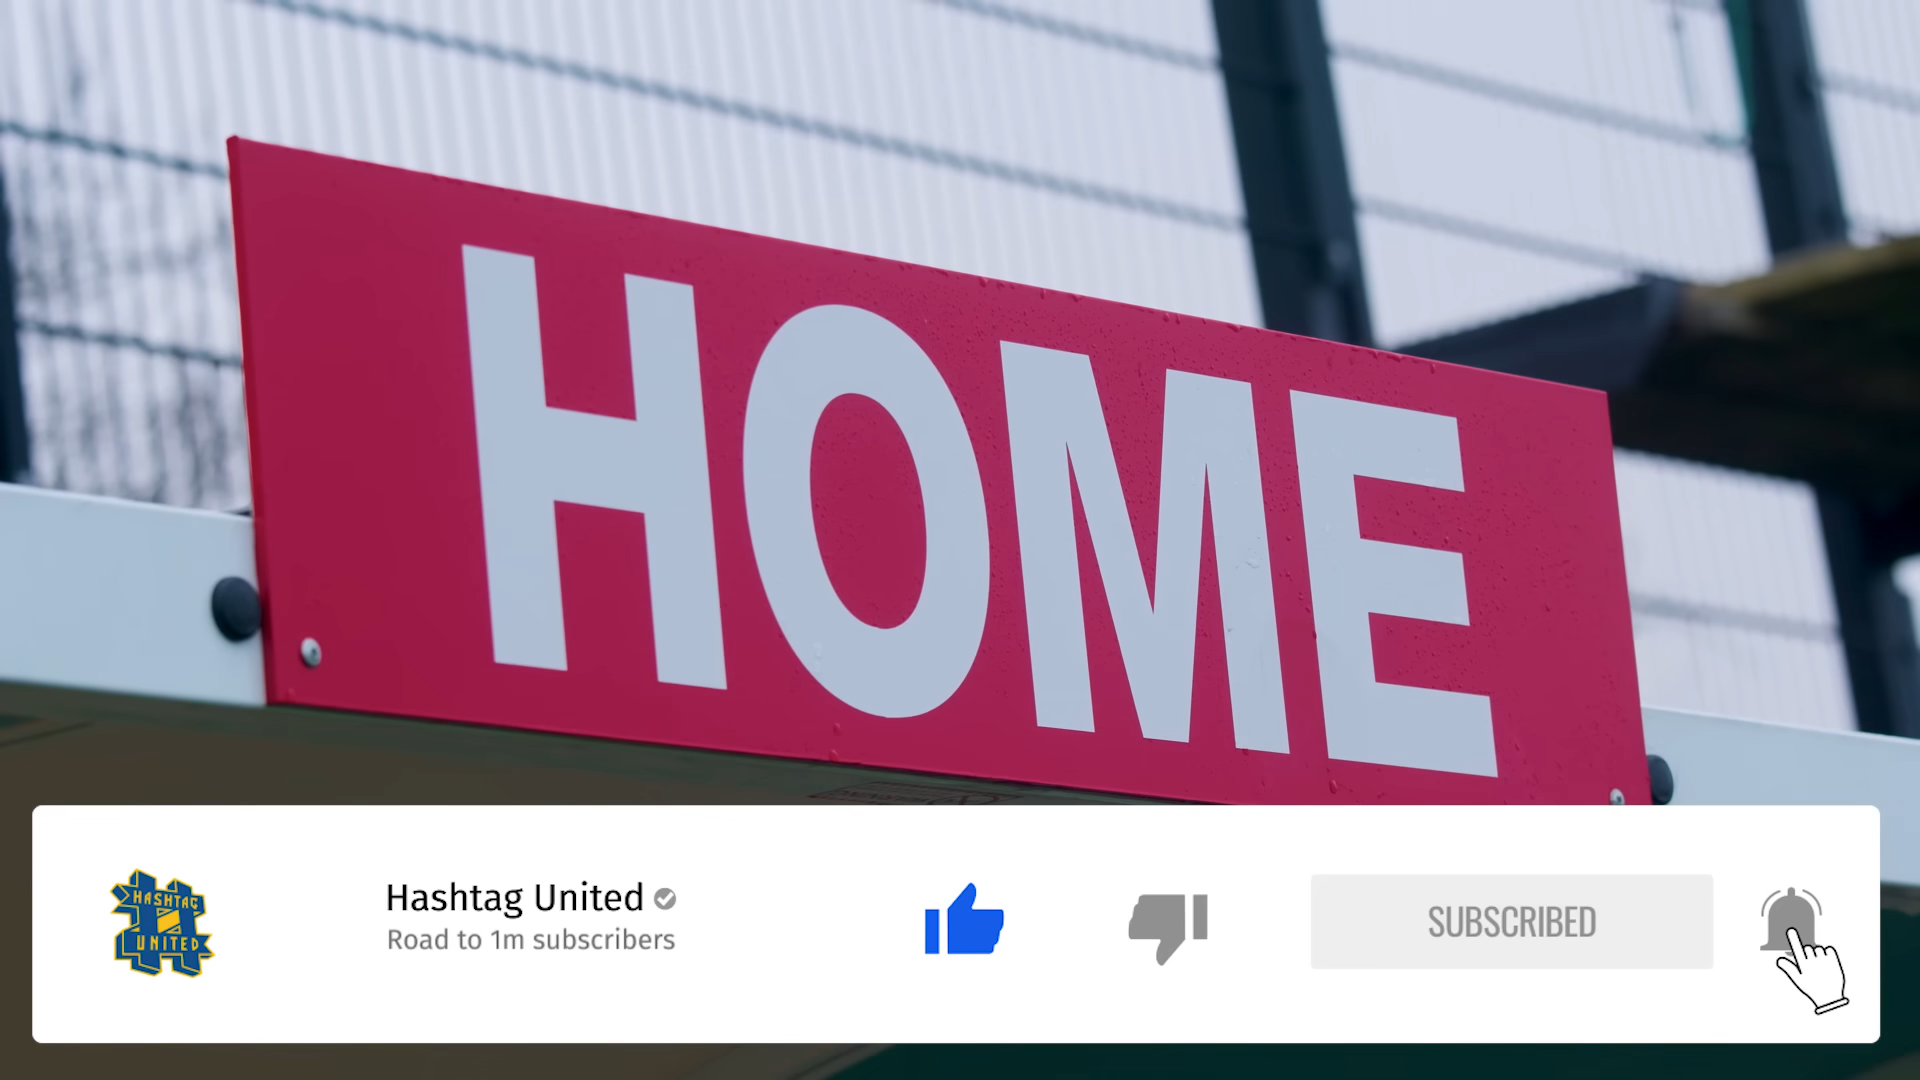 HOME
HASHTAG
UNITED
Hashtag United
Road to 1m subscribers
SUBSCRIBED